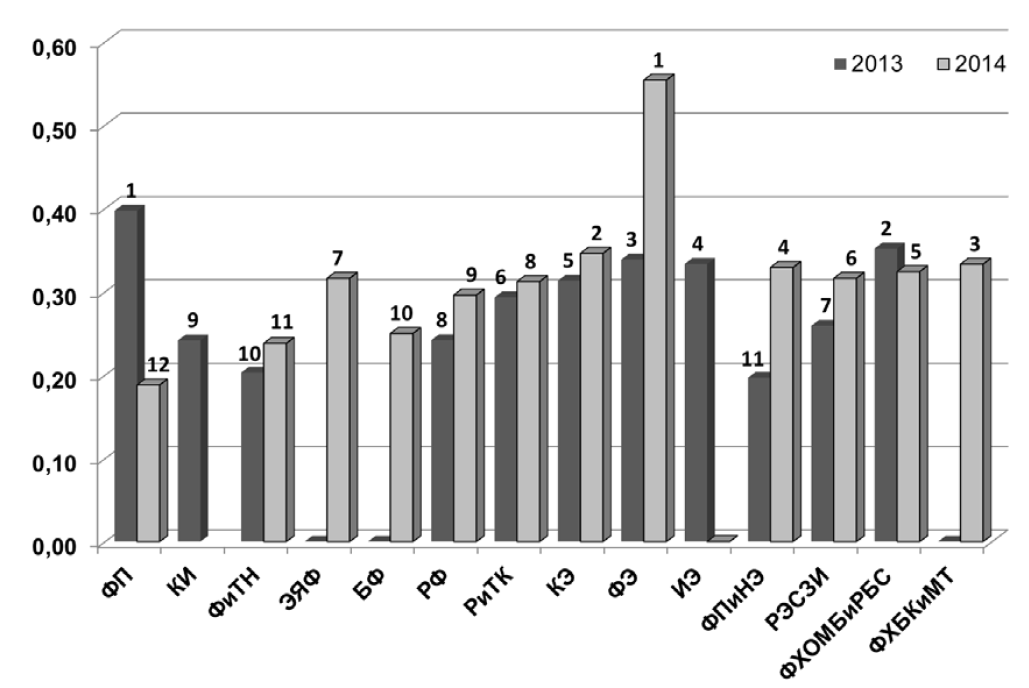 0,60
0,50
0,40
0,30
0,20
0,10
0,00
2013 2014
1
12
9
10
11
7
10
8
9
6
8
5
2
3
1
4
11
4
7
6
2
5
3
ФП
КИ
ФиТН
ЭЯФ
БФ
РФ
РиТК
КЭ
ФЭ
ИЭ
ФПиНЭ
РЭСЗИ
ФХОМБиРБС
ФХБКиМТ